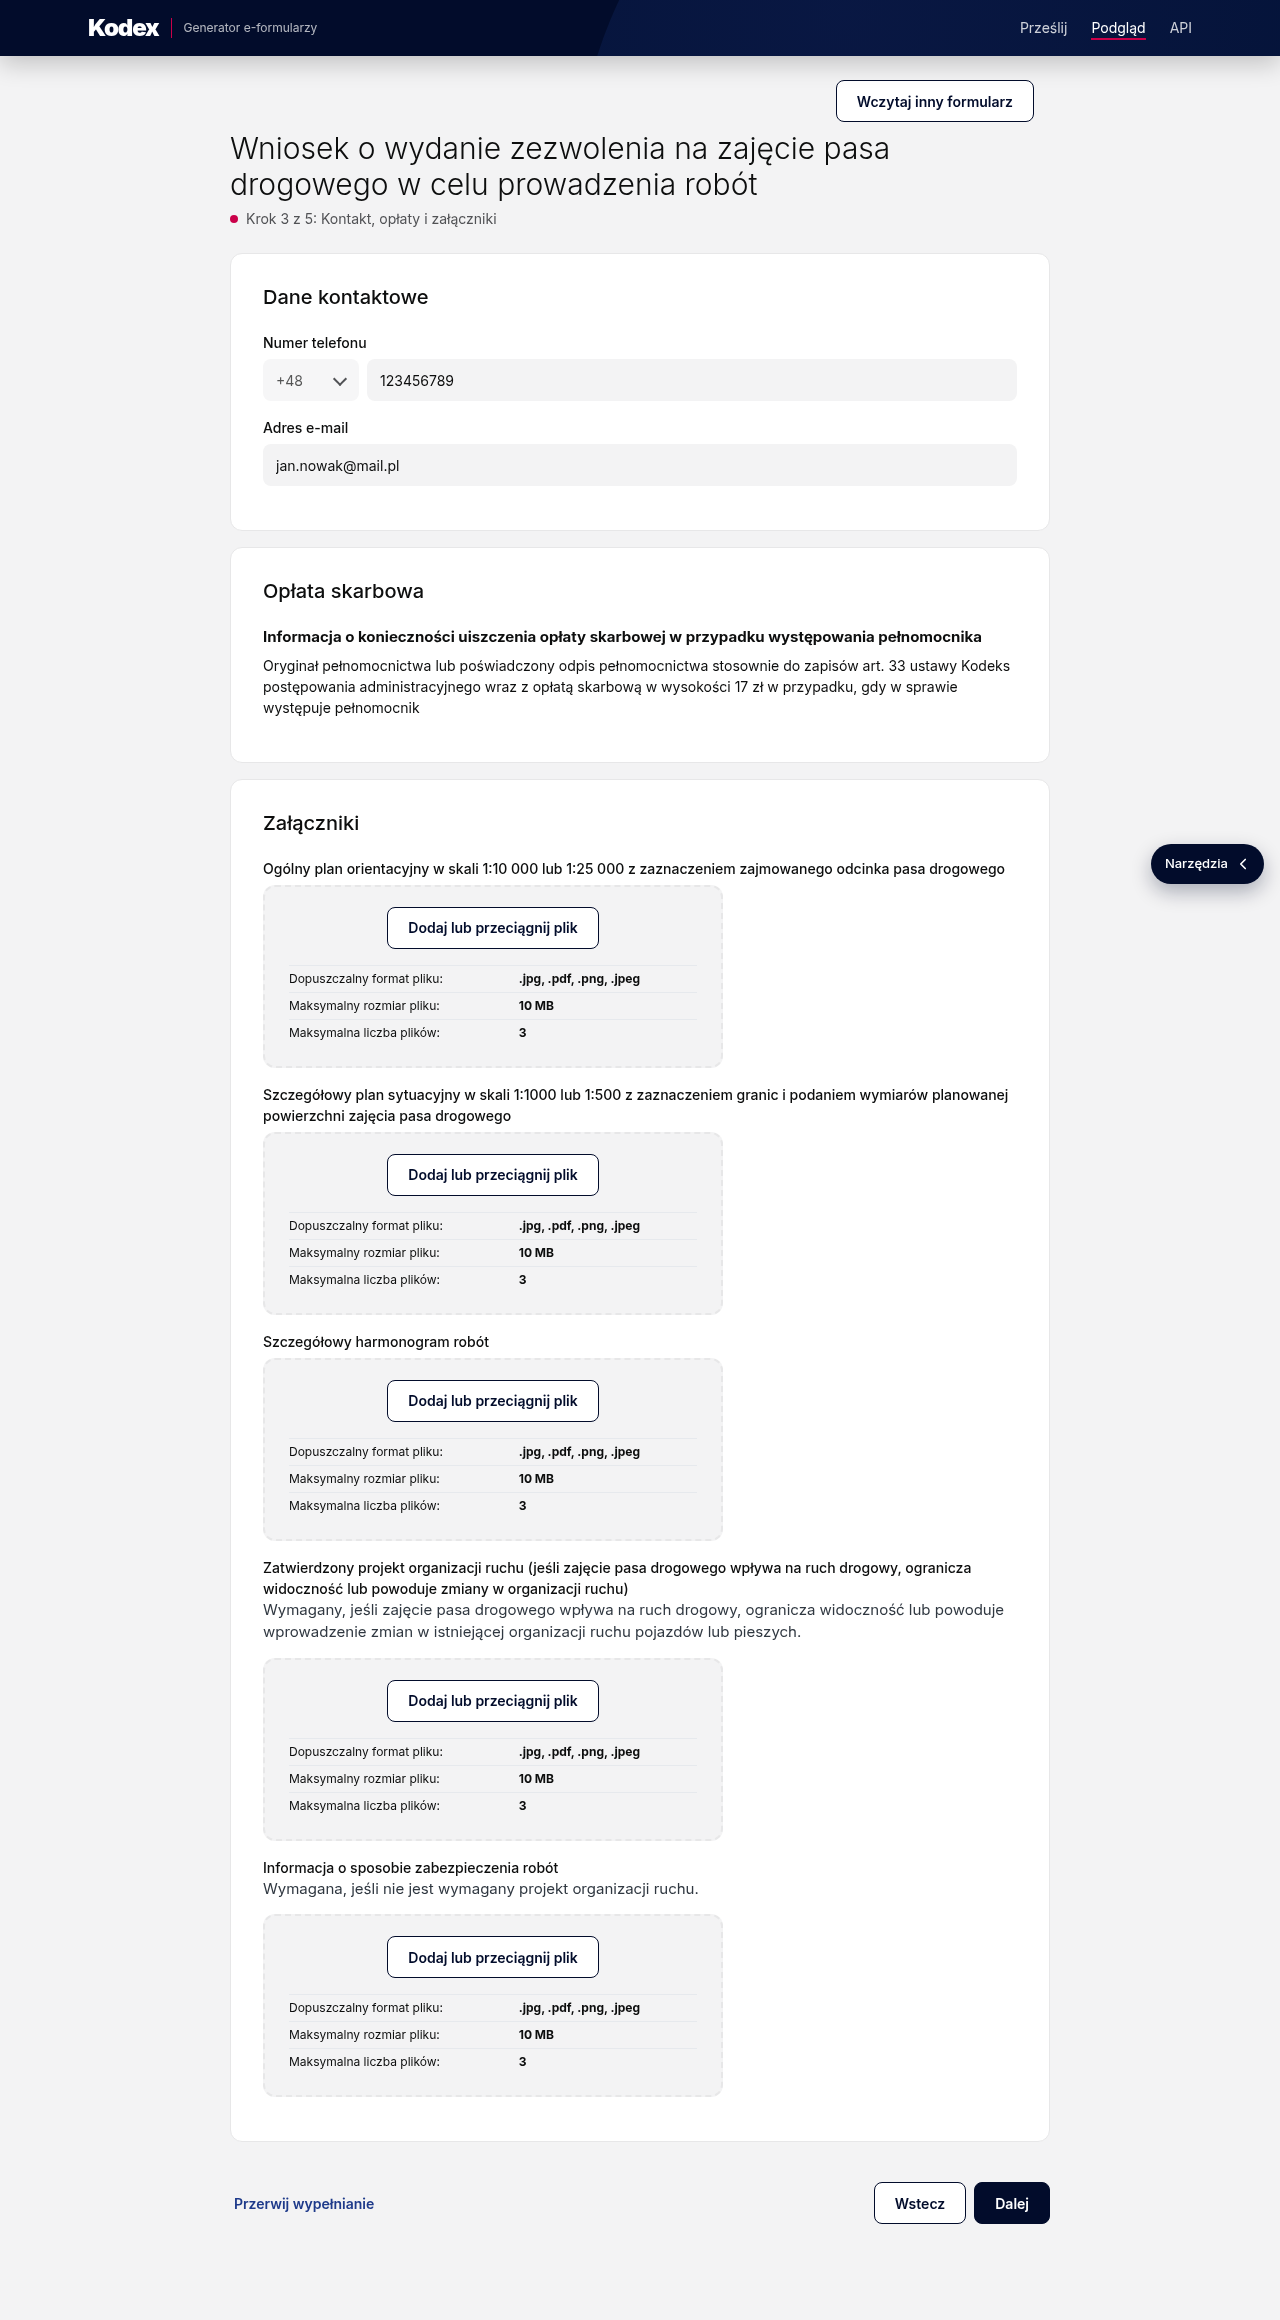 Kodex
Generator e-formularzy
Prześlij
Podgląd
API
Wczytaj inny formularz
Wniosek o wydanie zezwolenia na zajęcie pasa
drogowego w celu prowadzenia robót
Krok 3 z 5: Kontakt, opłaty i załączniki
Dane kontaktowe
Numer telefonu
+48
123456789
Adres e-mail
jan.nowak@mail.pl
Opłata skarbowa
Informacja o konieczności uiszczenia opłaty skarbowej w przypadku występowania pełnomocnika
Oryginał pełnomocnictwa lub poświadczony odpis pełnomocnictwa stosownie do zapisów art. 33 ustawy Kodeks
postępowania administracyjnego wraz z opłatą skarbową w wysokości 17 zł w przypadku, gdy w sprawie
występuje pełnomocnik
Załączniki
Narzędzia
Ogólny plan orientacyjny w skali 1:10 000 lub 1:25 000 z zaznaczeniem zajmowanego odcinka pasa drogowego
Dodaj lub przeciągnij plik
Dopuszczalny format pliku: .jpg, .pdf, .png, .jpeg
Maksymalny rozmiar pliku: 10 MB
Maksymalna liczba plików: 3
Szczegółowy plan sytuacyjny w skali 1:1000 lub 1:500 z zaznaczeniem granic i podaniem wymiarów planowanej
powierzchni zajęcia pasa drogowego
Dodaj lub przeciągnij plik
Dopuszczalny format pliku: .jpg, .pdf, .png, .jpeg
Maksymalny rozmiar pliku: 10 MB
Maksymalna liczba plików: 3
Szczegółowy harmonogram robót
Dodaj lub przeciągnij plik
Dopuszczalny format pliku: .jpg, .pdf, .png, .jpeg
Maksymalny rozmiar pliku: 10 MB
Maksymalna liczba plików: 3
Zatwierdzony projekt organizacji ruchu (jeśli zajęcie pasa drogowego wpływa na ruch drogowy, ogranicza
widoczność lub powoduje zmiany w organizacji ruchu)
Wymagany, jeśli zajęcie pasa drogowego wpływa na ruch drogowy, ogranicza widoczność lub powoduje
wprowadzenie zmian w istniejącej organizacji ruchu pojazdów lub pieszych.
Dodaj lub przeciągnij plik
Dopuszczalny format pliku: .jpg, .pdf, .png, .jpeg
Maksymalny rozmiar pliku: 10 MB
Maksymalna liczba plików: 3
Informacja o sposobie zabezpieczenia robót
Wymagana, jeśli nie jest wymagany projekt organizacji ruchu.
Dodaj lub przeciągnij plik
Dopuszczalny format pliku: .jpg, .pdf, .png, .jpeg
Maksymalny rozmiar pliku: 10 MB
Maksymalna liczba plików: 3
Przerwij wypełnianie
Wstecz
Dalej